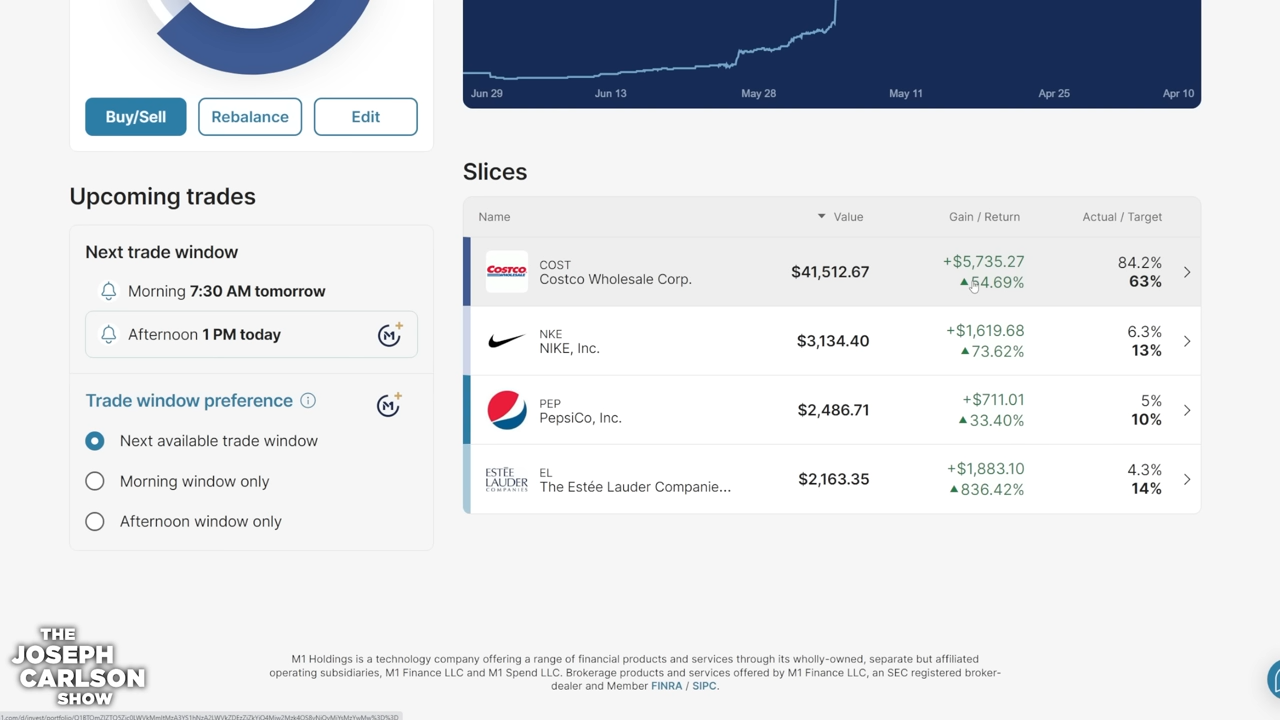 Buy/Sell
Rebalance
Edit
Upcoming trades
Next trade window
Morning 7:30 AM tomorrow
Afternoon 1 PM today
M+
Trade window preference
M+
Next available trade window
Morning window only
Afternoon window only
Jun 29 Jun 13 May 28 May 11 Apr 25 Apr 10
Slices
Name Value Gain / Return Actual / Target
COSTCO
WHOLESALE
COST
Costco Wholesale Corp.
$41,512.67
+$5,735.27
54.69%
84.2%
63%
NKE
NIKE, Inc.
$3,134.40
+$1,619.68
73.62%
6.3%
13%
PEP
PepsiCo, Inc.
$2,486.71
+$711.01
33.40%
5%
10%
ESTĒE
LAUDER
COMPANIES
EL
The Estée Lauder Companie...
$2,163.35
+$1,883.10
836.42%
4.3%
14%
M1 Holdings is a technology company offering a range of financial products and services through its wholly-owned, separate but affiliated
operating subsidiaries, M1 Finance LLC and M1 Spend LLC. Brokerage products and services offered by M1 Finance LLC, an SEC registered broker-
dealer and Member FINRA / SIPC.
THE
JOSEPH
CARLSON
SHOW